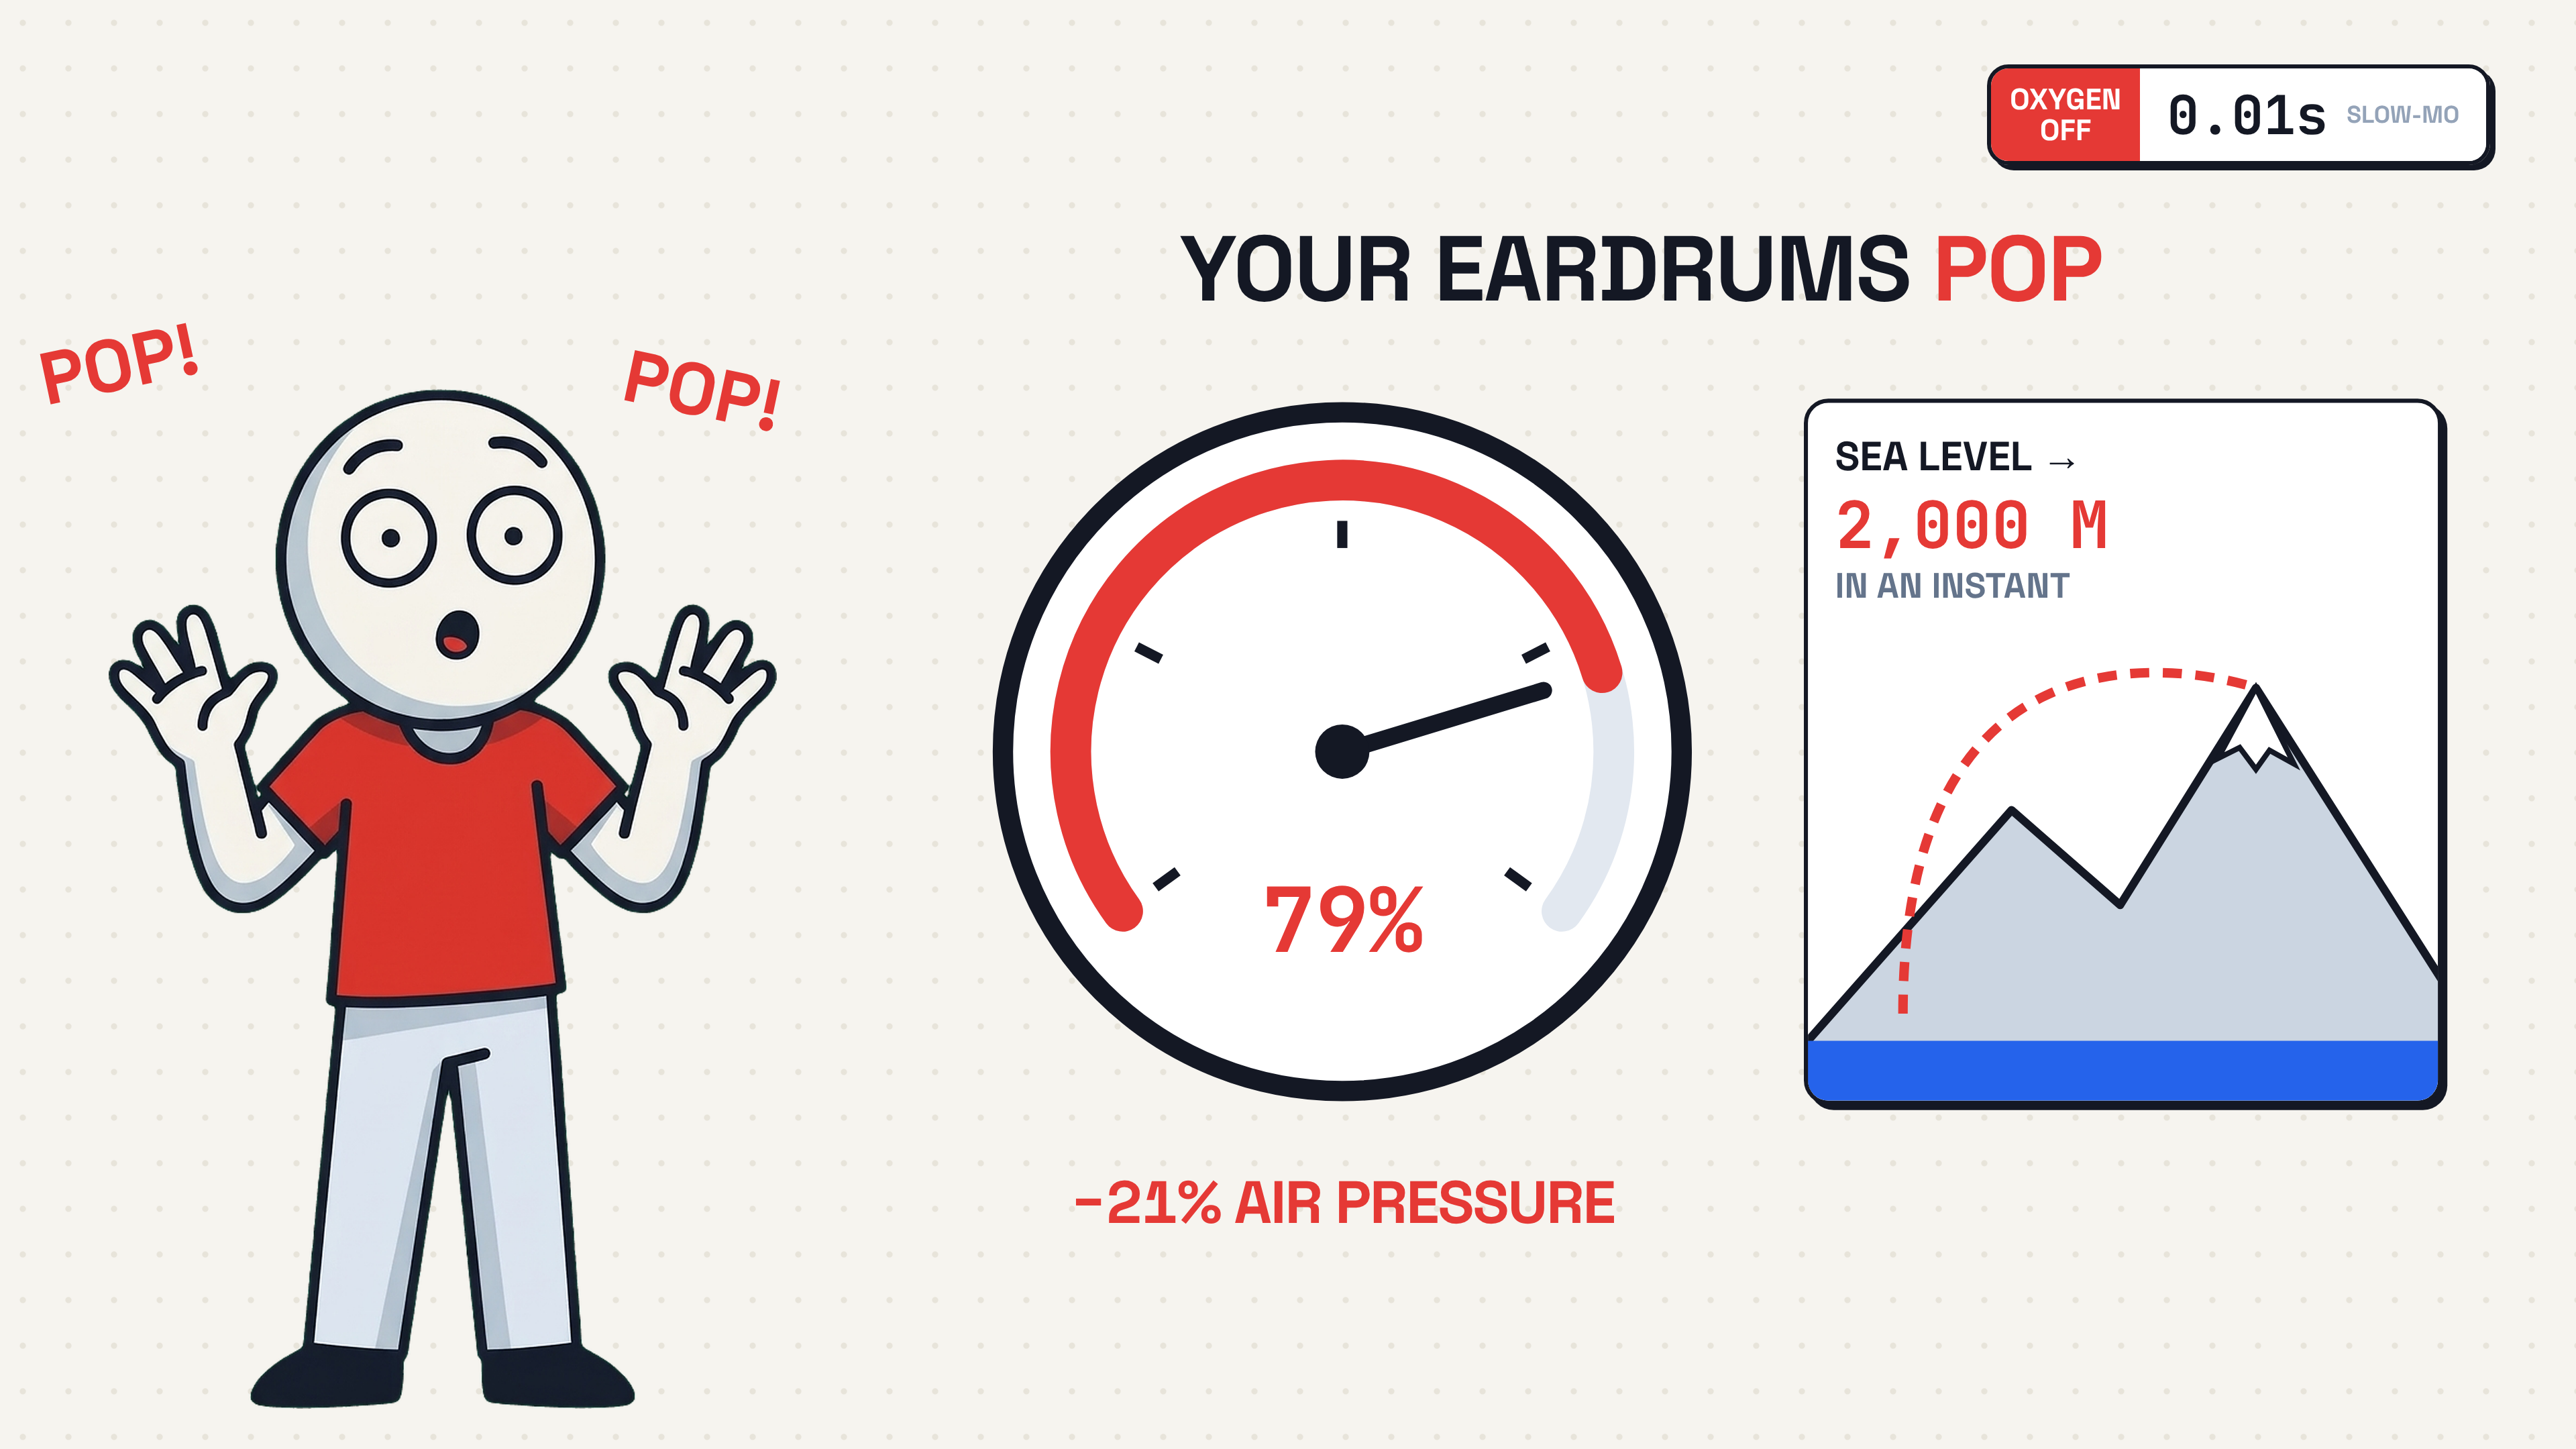 OXYGEN
OFF
0.01s SLOW-MO
YOUR EARDRUMS POP
POP!
POP!
SEA LEVEL →
2,000 M
IN AN INSTANT
79%
-21% AIR PRESSURE